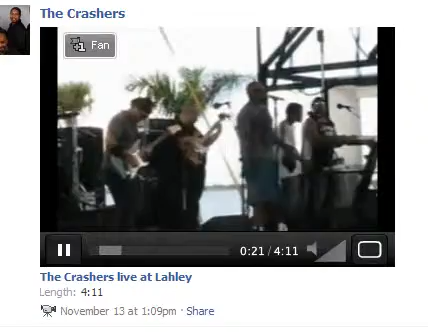 The Crashers
+1 Fan
0:21 / 4:11
The Crashers live at Lahley
Length: 4:11
November 13 at 1:09pm · Share